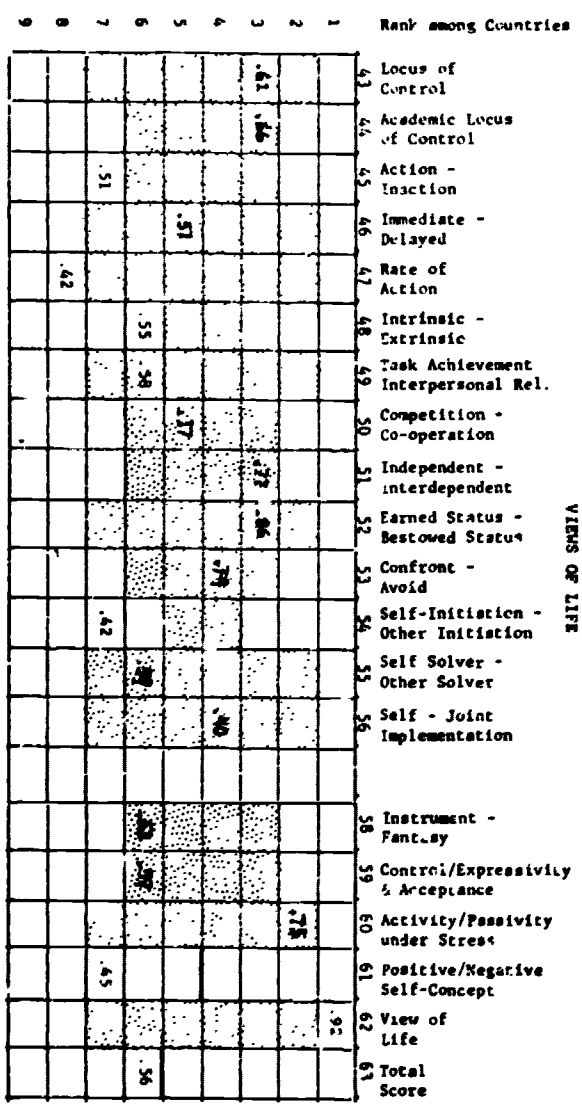 Rank among Countries
1
2
3
4
5
6
7
8
9
VIEWS OF LIFE
43 Locus of
Control
.61
44 Academic Locus
of Control
.66
45 Action -
Inaction
.51
46 Immediate -
Delayed
.57
47 Rate of
Action
.42
48 Intrinsic -
Extrinsic
.55
49 Task Achievement
Interpersonal Rel.
.58
50 Competition -
Co-operation
.37
51 Independent -
Interdependent
52 Earned Status -
Bestowed Status
.86
53 Confront -
Avoid
54 Self-Initiation -
Other Initiation
.42
55 Self Solver -
Other Solver
56 Self - Joint
Implementation
.40
58 Instrument -
Fantasy
59 Control/Expressivity
& Acceptance
60 Activity/Passivity
under Stress
61 Positive/Negative
Self-Concept
.45
62 View of
Life
.92
63 Total
Score
.56